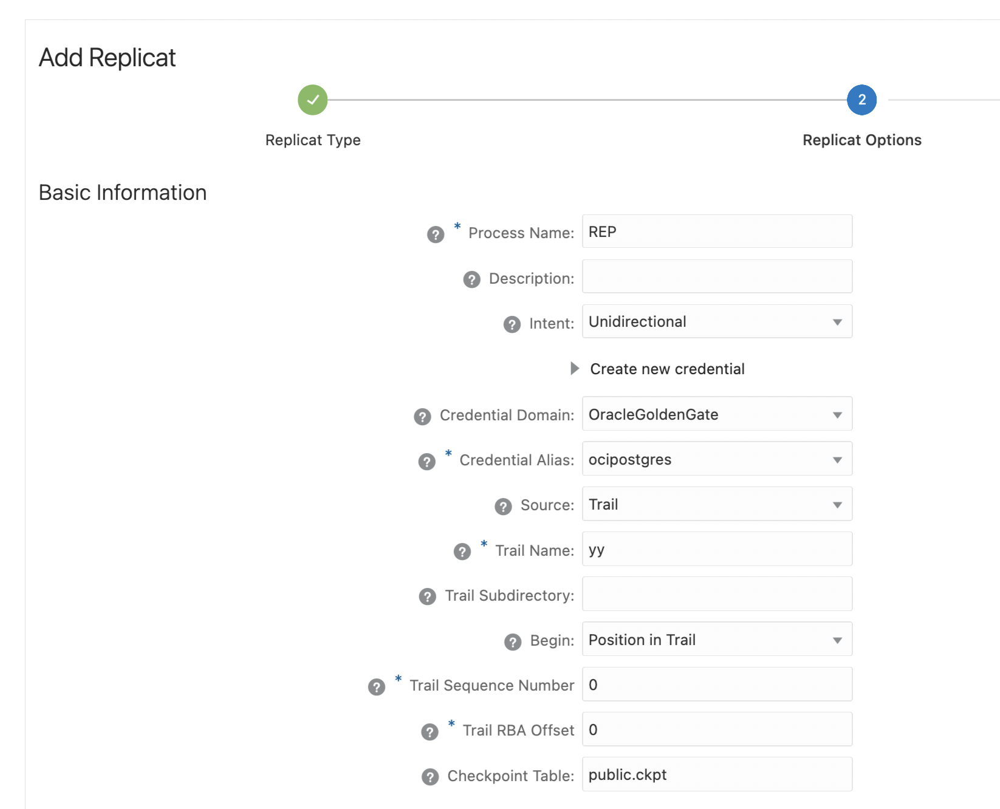 Add Replicat
2
Replicat Type
Replicat Options
Basic Information
? * Process Name: REP
? Description:
? Intent: Unidirectional
Create new credential
? Credential Domain: OracleGoldenGate
? * Credential Alias: ocipostgres
? Source: Trail
? * Trail Name: yy
? Trail Subdirectory:
? Begin: Position in Trail
? * Trail Sequence Number 0
? * Trail RBA Offset 0
? Checkpoint Table: public.ckpt